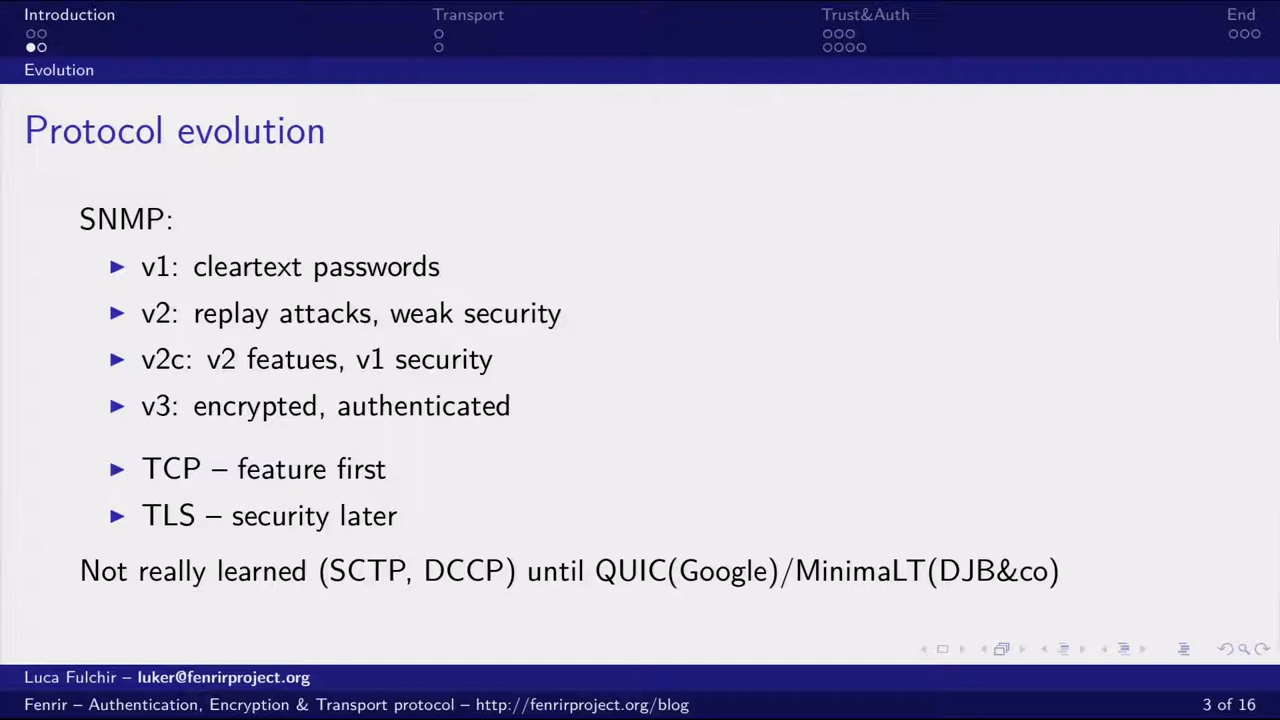 Introduction Transport Trust&Auth End
Evolution
Protocol evolution
SNMP:
v1: cleartext passwords
v2: replay attacks, weak security
v2c: v2 featues, v1 security
v3: encrypted, authenticated
TCP – feature first
TLS – security later
Not really learned (SCTP, DCCP) until QUIC(Google)/MinimaLT(DJB&co)
Luca Fulchir – luker@fenrirproject.org
Fenrir – Authentication, Encryption & Transport protocol – http://fenrirproject.org/blog 3 of 16